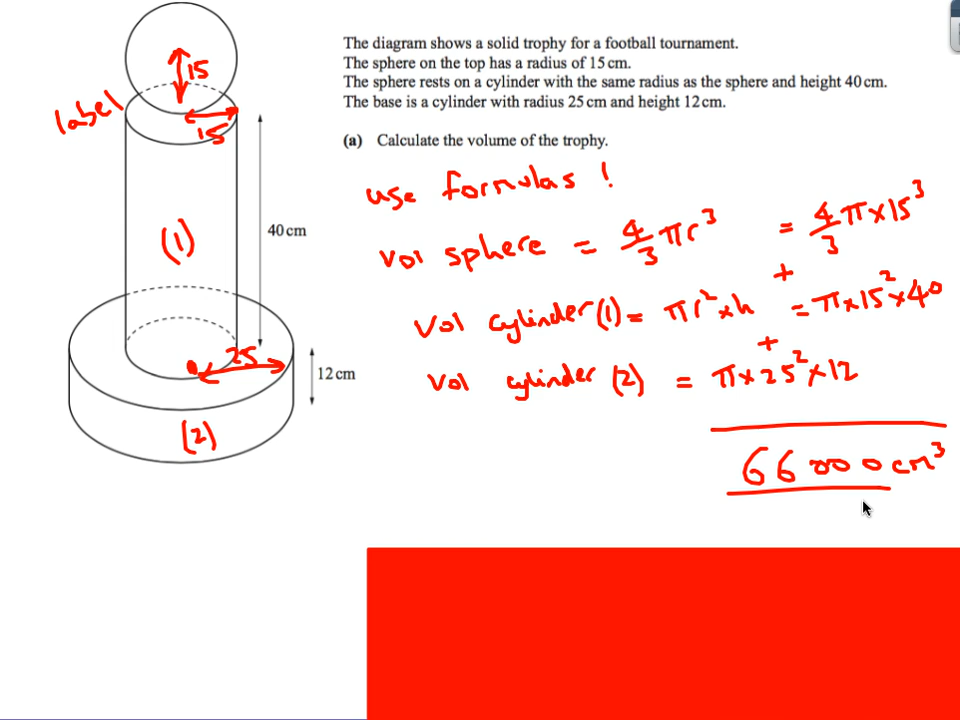 The diagram shows a solid trophy for a football tournament.
The sphere on the top has a radius of 15 cm.
The sphere rests on a cylinder with the same radius as the sphere and height 40 cm.
The base is a cylinder with radius 25 cm and height 12 cm.
(a) Calculate the volume of the trophy.
15
label
15
(1)
40 cm
25
12 cm
(2)
use formulas !
vol sphere = 4/3 πr³ = 4/3 π×15³
+
Vol cylinder (1) = πr²×h = π×15²×40
+
vol cylinder (2) = π×25²×12
66000cm³